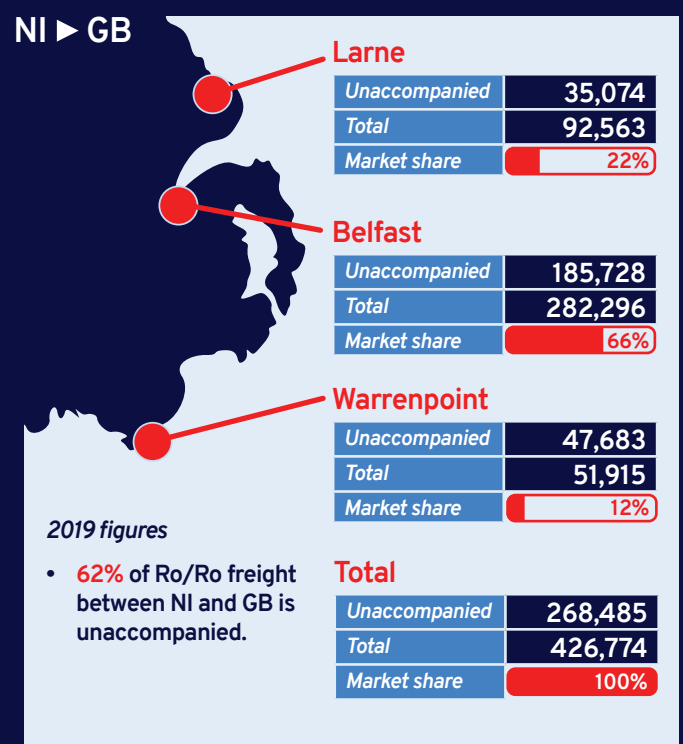 NI ► GB
Larne
Unaccompanied 35,074
Total 92,563
Market share 22%
Belfast
Unaccompanied 185,728
Total 282,296
Market share 66%
Warrenpoint
Unaccompanied 47,683
Total 51,915
Market share 12%
2019 figures
• 62% of Ro/Ro freight
between NI and GB is
unaccompanied.
Total
Unaccompanied 268,485
Total 426,774
Market share 100%